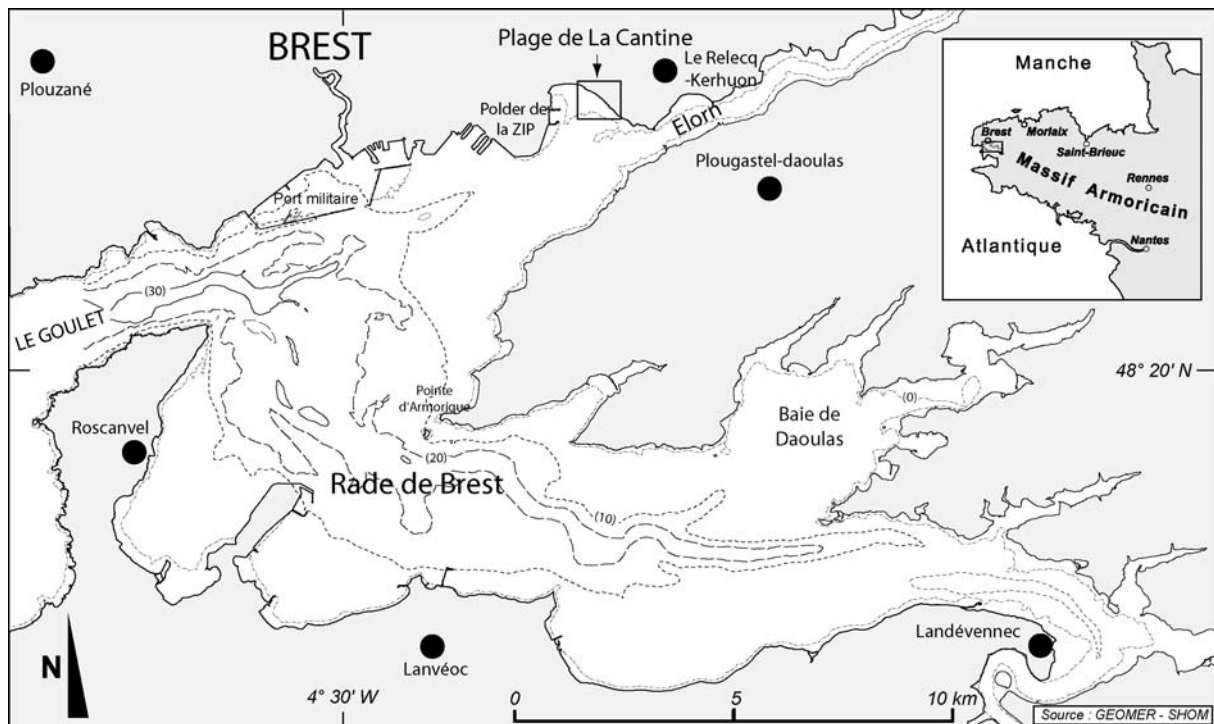 BREST
Plage de La Cantine
Plouzané
Le Relecq
-Kerhuon
Polder de
la ZIP
Elorn
Plougastel-daoulas
Port militaire
(30)
LE GOULET
Manche
Brest
Morlaix
Saint-Brieuc
Rennes
Massif Armoricain
Atlantique
Nantes
48° 20' N
Pointe
d'Armorique
(0)
Baie de
Daoulas
Roscanvel
(20)
Rade de Brest
(10)
Landévennec
Lanvéoc
N
4° 30' W
0
5
10 km
Source : GEOMER - SHOM